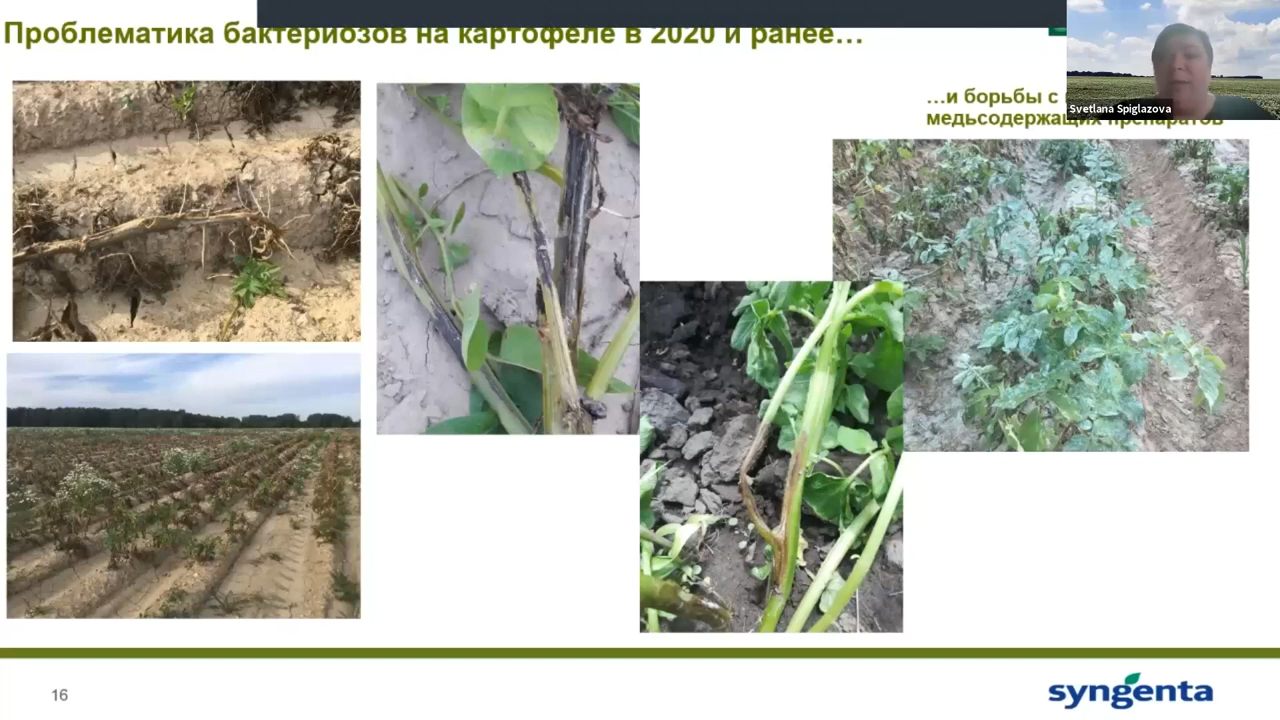 Проблематика бактериозов на картофеле в 2020 и ранее...
Svetlana Spiglazova
...и борьбы с
медьсодержащих препаратов
16
syngenta